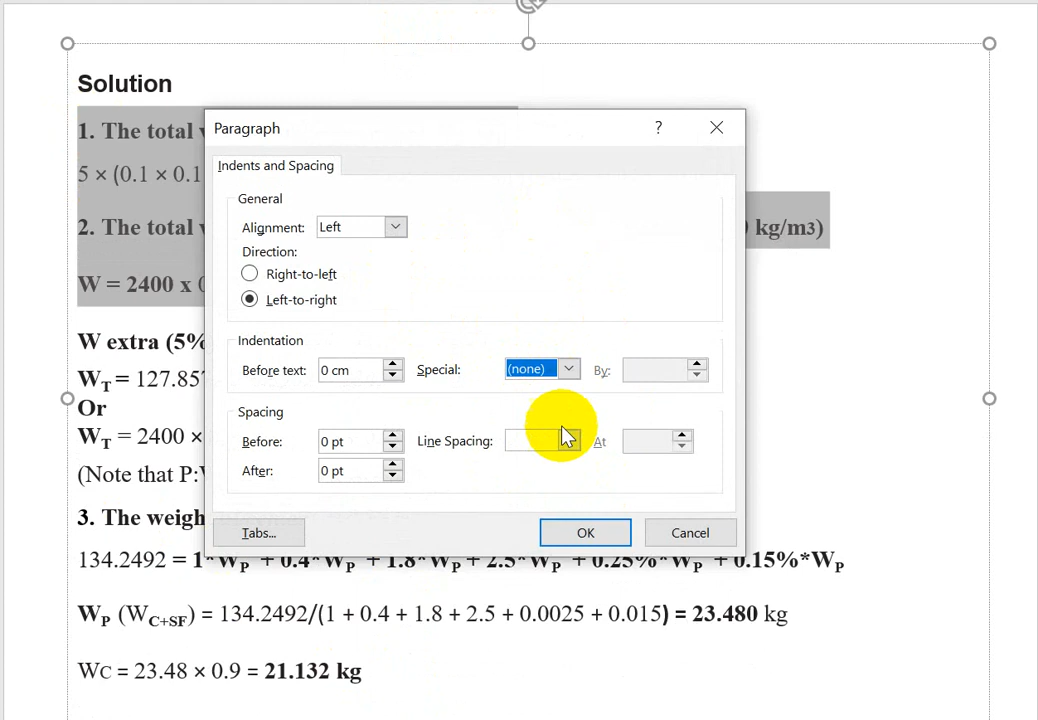 Solution
1. The total
5 × (0.1 × 0.1
2. The total kg/m3)
W = 2400 x
W extra (5%
WT = 127.857
Or
WT = 2400 ×
(Note that P:
3. The weigh
134.2492 = 1*WP + 0.4*WP + 1.8*WP + 2.5*WP + 0.25%*WP + 0.15%*WP
WP (WC+SF) = 134.2492/(1 + 0.4 + 1.8 + 2.5 + 0.0025 + 0.015) = 23.480 kg
WC = 23.48 × 0.9 = 21.132 kg
Paragraph ?
Indents and Spacing
General
Alignment: Left
Direction:
Right-to-left
Left-to-right
Indentation
Before text: 0 cm Special: (none) By:
Spacing
Before: 0 pt Line Spacing: At
After: 0 pt
Tabs... OK Cancel